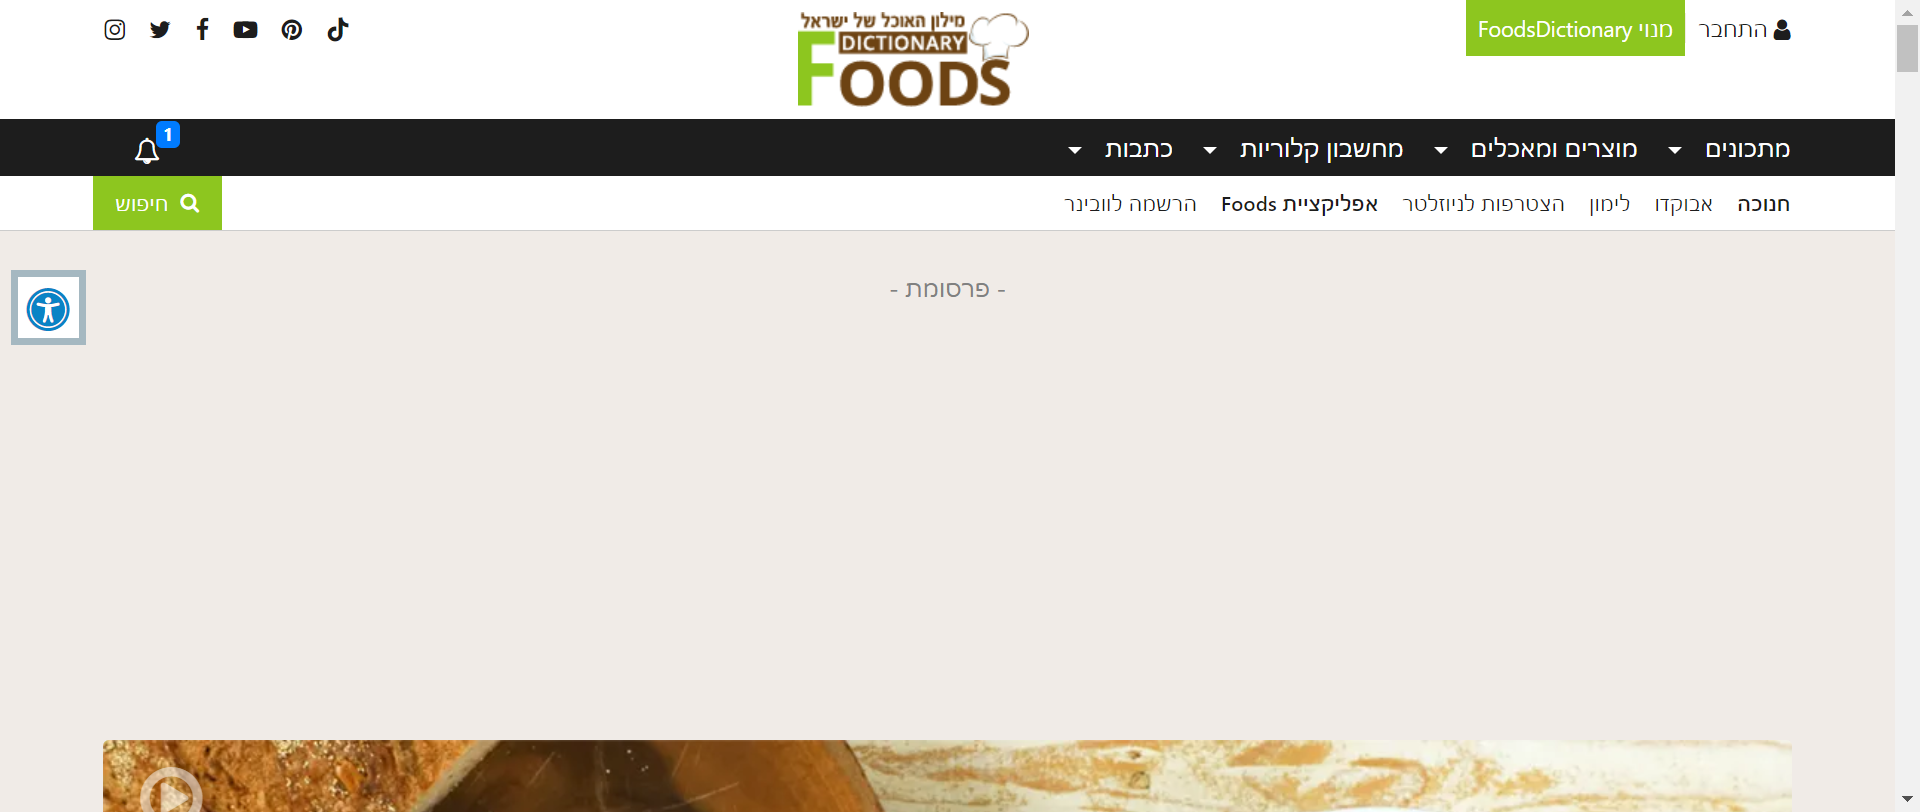 התחבר
מנוי FoodsDictionary
מילון האוכל של ישראל
DICTIONARY
FOODS
מתכונים
מוצרים ומאכלים
מחשבון קלוריות
כתבות
1
חנוכה
אבוקדו
לימון
הצטרפות לניוזלטר
אפליקציית Foods
הרשמה לוובינר
חיפוש
- פרסומת -